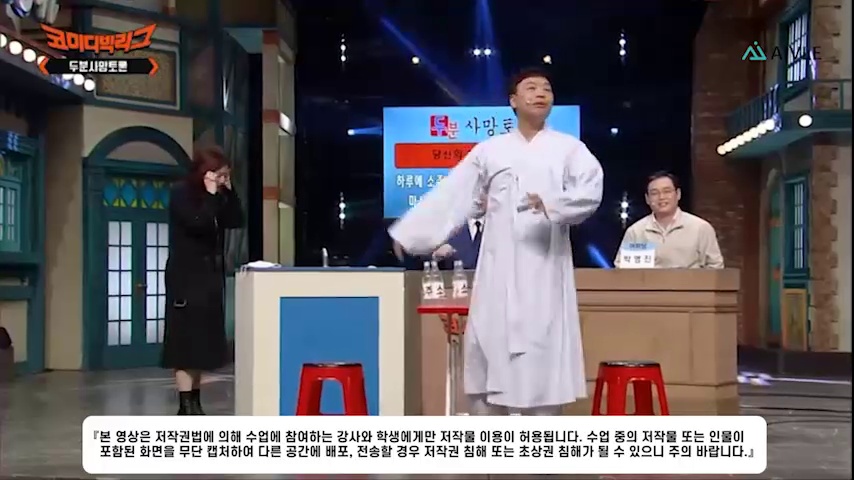 코미디빅리그
두분사망토론
AIVLE
두분 사망토
당신의
하루에 소주
마
주 소
박영진
『본 영상은 저작권법에 의해 수업에 참여하는 강사와 학생에게만 저작물 이용이 허용됩니다. 수업 중의 저작물 또는 인물이
포함된 화면을 무단 캡처하여 다른 공간에 배포, 전송할 경우 저작권 침해 또는 초상권 침해가 될 수 있으니 주의 바랍니다.』